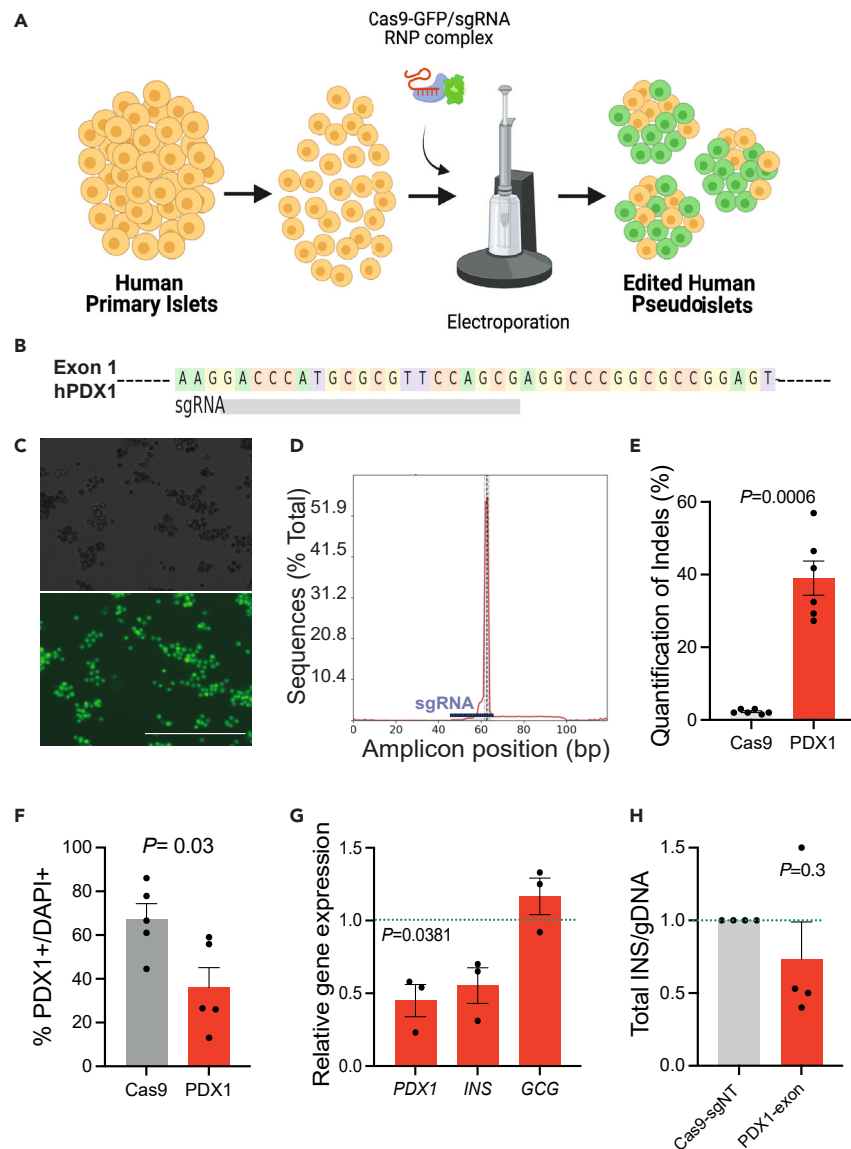 A
Cas9-GFP/sgRNA
RNP complex
Human
Primary Islets
Electroporation
Edited Human
Pseudoislets
B
Exon 1
hPDX1
A A G G A C C C A T G C G C G T T C C A G C G A G G C C C G G C G C C G G A G T
sgRNA
C
D
Sequences (% Total)
51.9
41.5
31.2
20.8
10.4
sgRNA
0 20 40 60 80 100
Amplicon position (bp)
E
Quantification of Indels (%)
P=0.0006
60
40
20
0
Cas9 PDX1
F
% PDX1+/DAPI+
P= 0.03
100
80
60
40
20
0
Cas9 PDX1
G
Relative gene expression
1.5
1.0
0.5
0.0
P=0.0381
PDX1 INS GCG
H
Total INS/gDNA
1.5
1.0
0.5
0.0
P=0.3
Cas9-sgNT
PDX1-exon